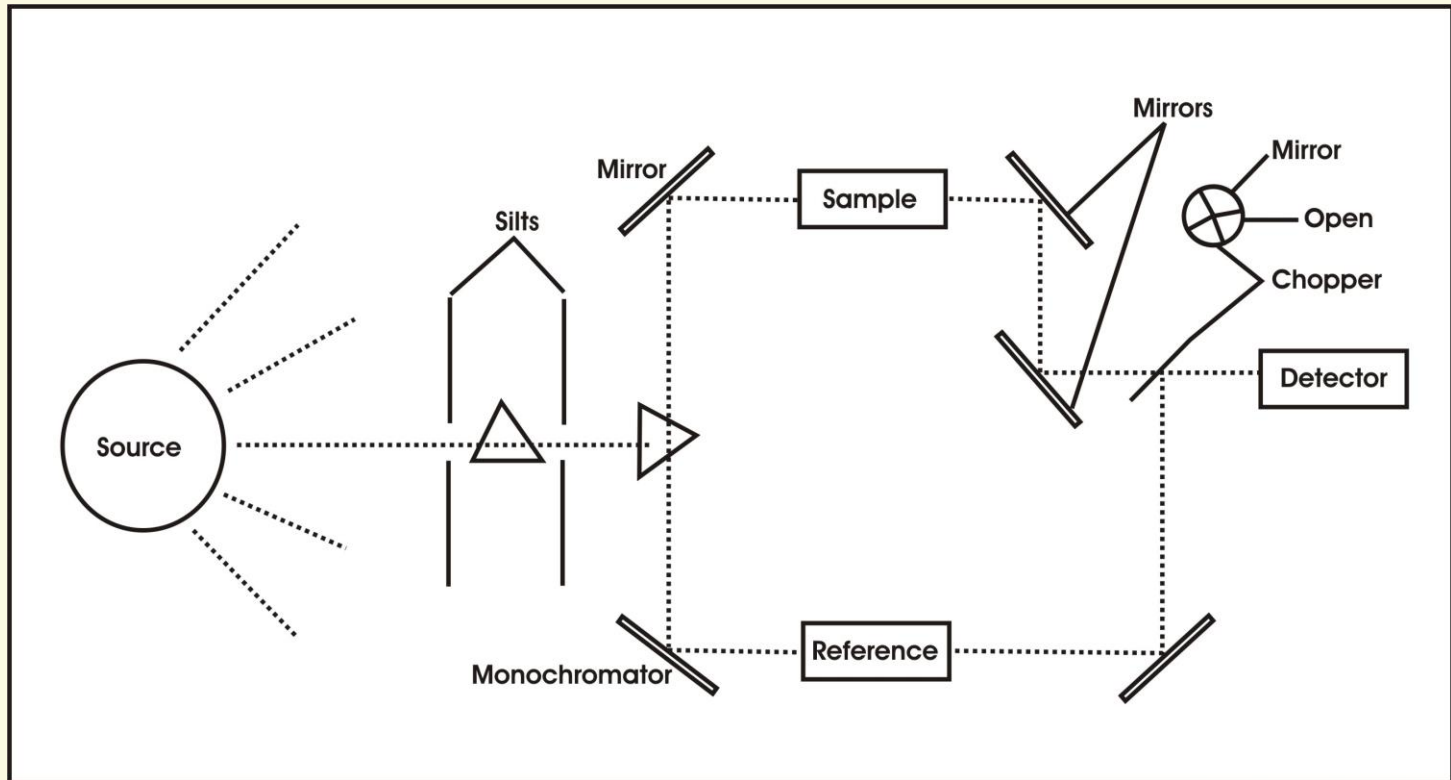 Mirrors
Mirror
Mirror
Sample
Silts
Open
Chopper
Detector
Source
Reference
Monochromator